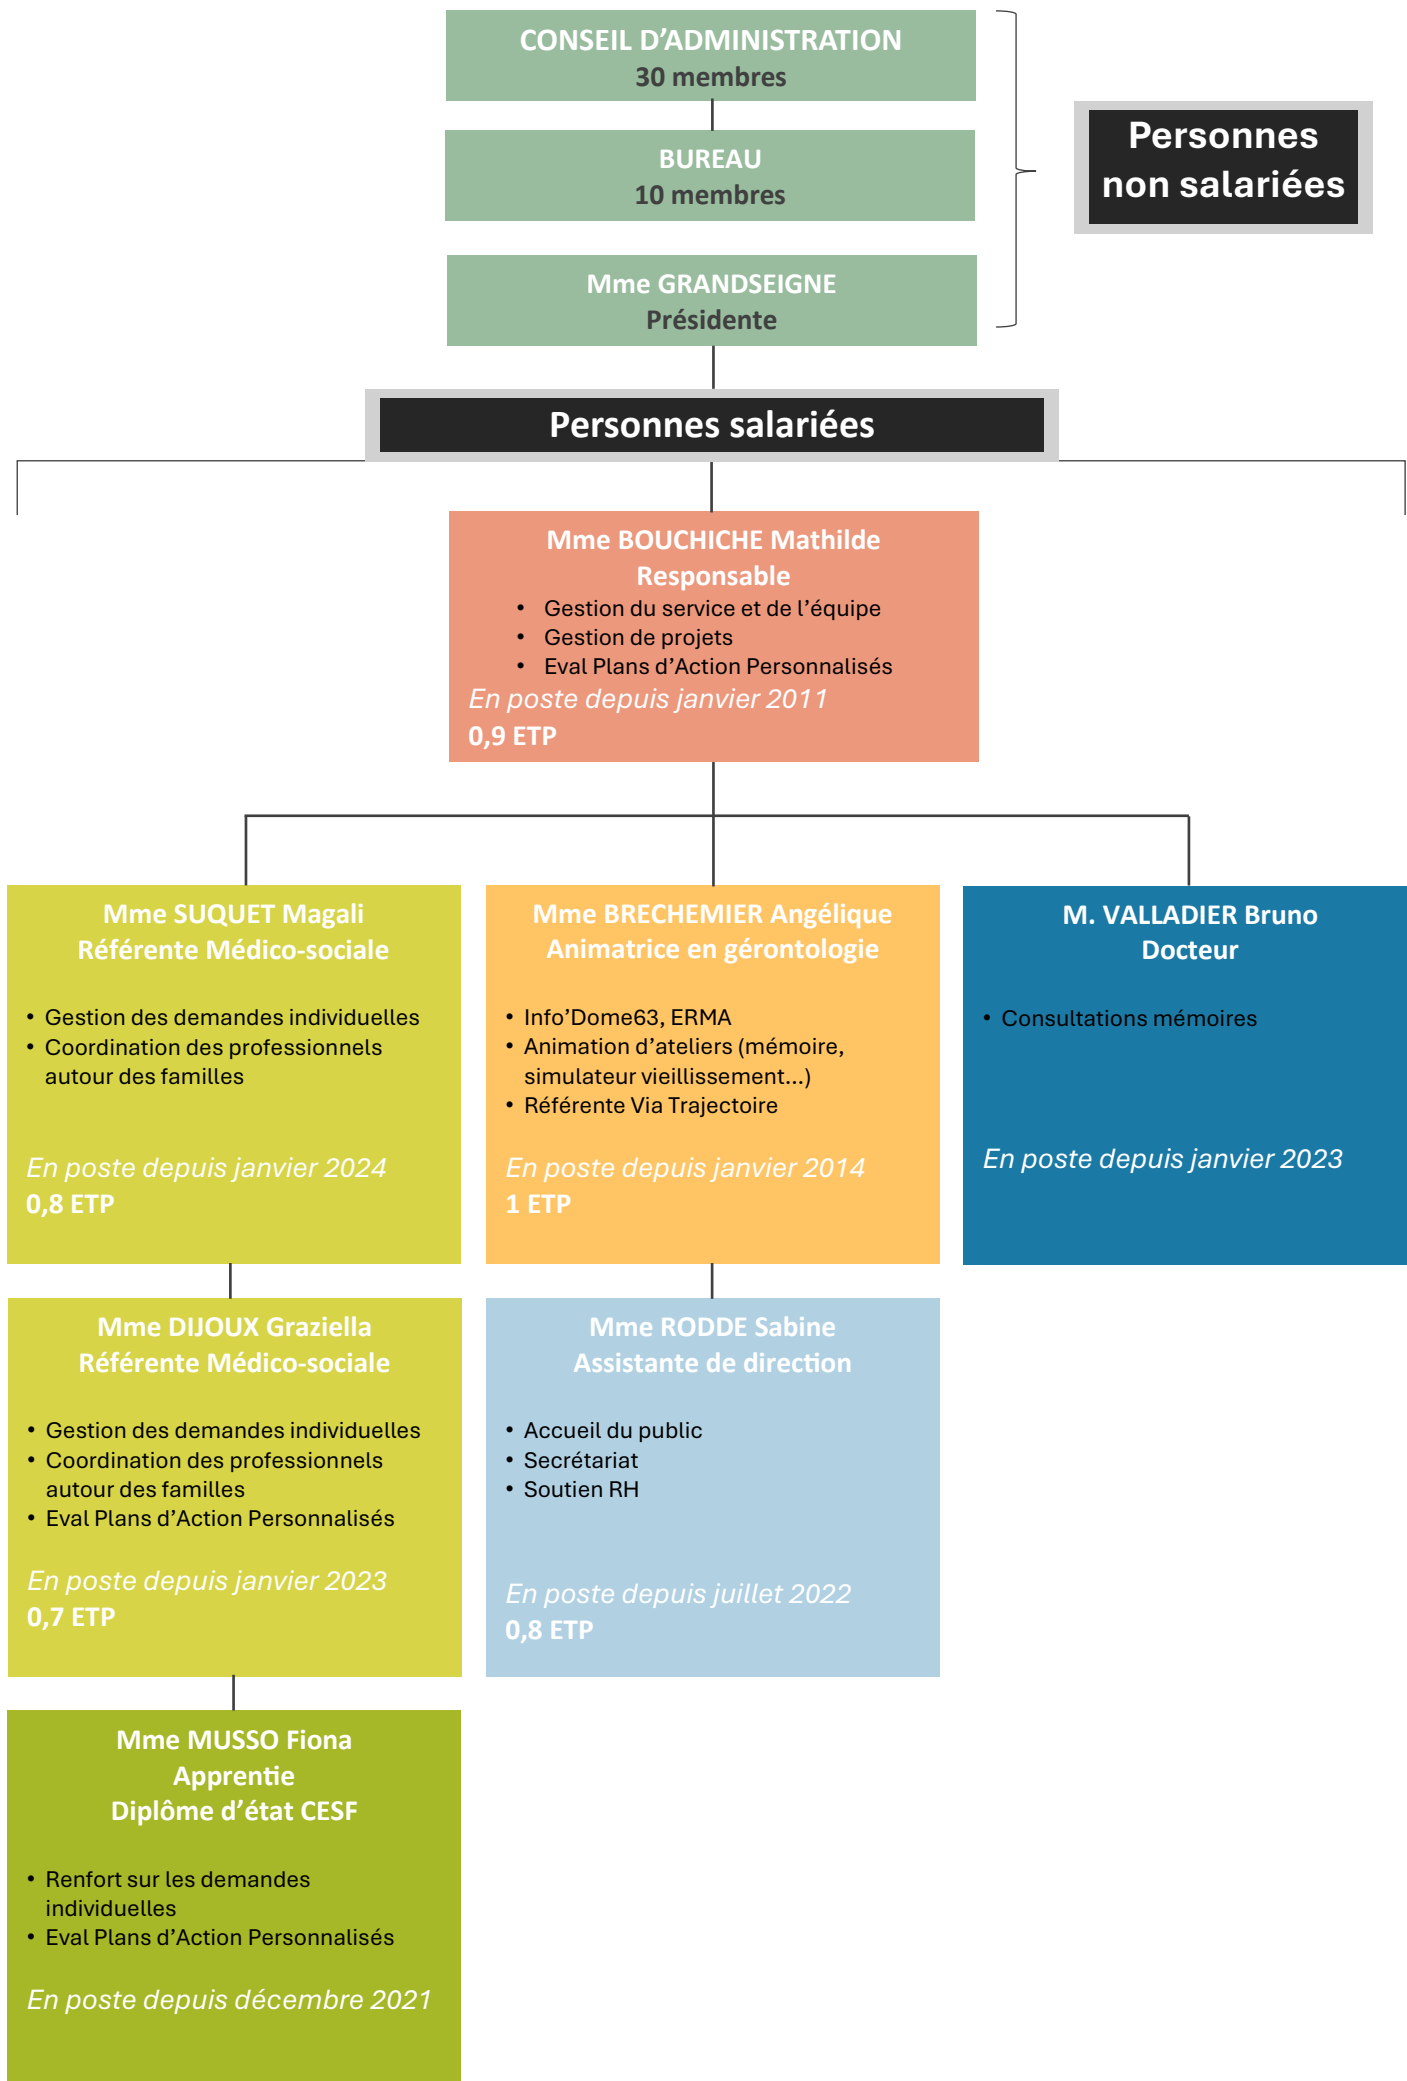 CONSEIL D’ADMINISTRATION
30 membres
BUREAU
10 membres
Personnes
non salariées
Mme GRANDSEIGNE
Présidente
Personnes salariées
Mme BOUCHICHE Mathilde
Responsable
• Gestion du service et de l’équipe
• Gestion de projets
• Eval Plans d’Action Personnalisés
En poste depuis janvier 2011
0,9 ETP
Mme SUQUET Magali
Référente Médico-sociale
• Gestion des demandes individuelles
• Coordination des professionnels
autour des familles
En poste depuis janvier 2024
0,8 ETP
Mme BRECHEMIER Angélique
Animatrice en gérontologie
• Info’Dome63, ERMA
• Animation d’ateliers (mémoire,
simulateur vieillissement…)
• Référente Via Trajectoire
En poste depuis janvier 2014
1 ETP
M. VALLADIER Bruno
Docteur
• Consultations mémoires
En poste depuis janvier 2023
Mme DIJOUX Graziella
Référente Médico-sociale
• Gestion des demandes individuelles
• Coordination des professionnels
autour des familles
• Eval Plans d’Action Personnalisés
En poste depuis janvier 2023
0,7 ETP
Mme RODDE Sabine
Assistante de direction
• Accueil du public
• Secrétariat
• Soutien RH
En poste depuis juillet 2022
0,8 ETP
Mme MUSSO Fiona
Apprentie
Diplôme d’état CESF
• Renfort sur les demandes
individuelles
• Eval Plans d’Action Personnalisés
En poste depuis décembre 2021